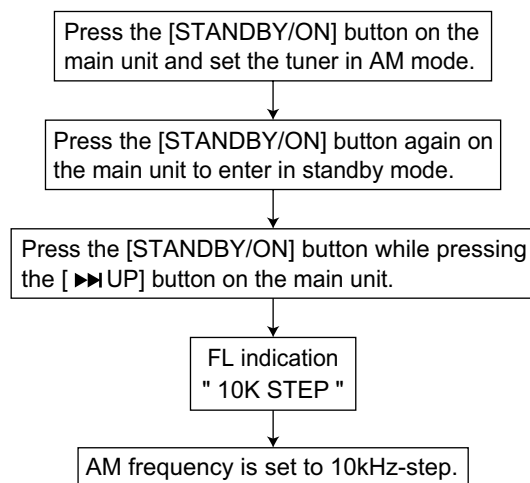 Press the [STANDBY/ON] button on the
main unit and set the tuner in AM mode.
Press the [STANDBY/ON] button again on
the main unit to enter in standby mode.
Press the [STANDBY/ON] button while pressing
the [ ⏭ UP] button on the main unit.
FL indication
" 10K STEP "
AM frequency is set to 10kHz-step.